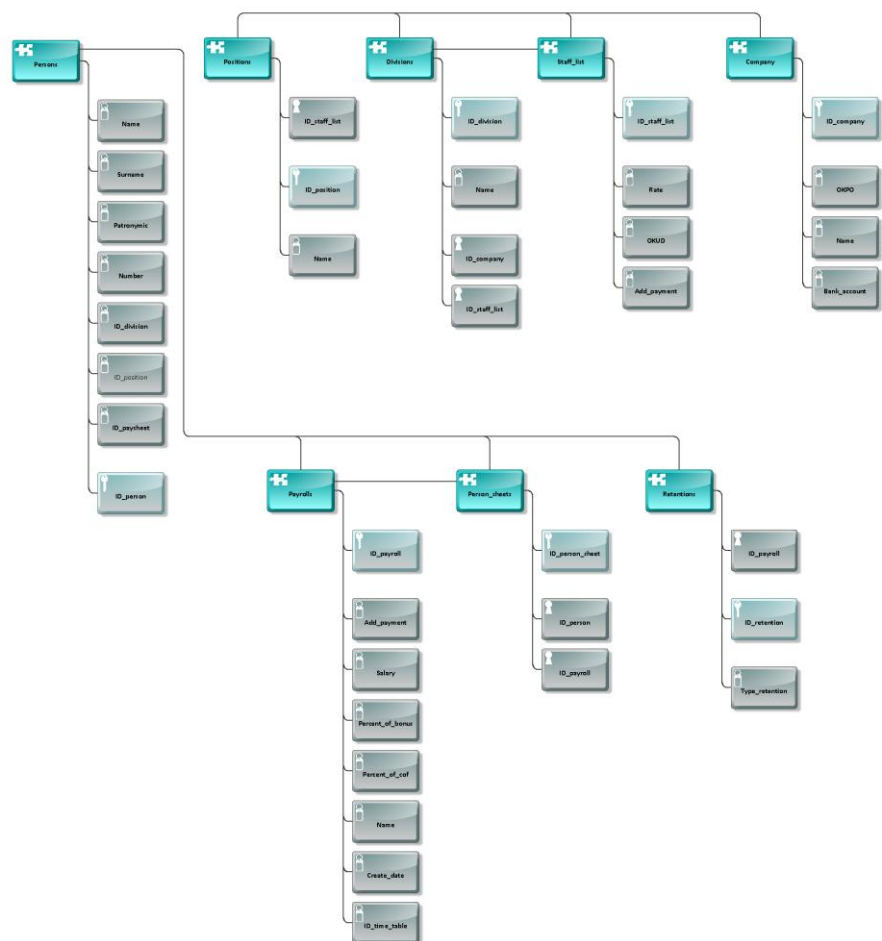 Persons
Name
Surname
Patronymic
Number
ID_division
ID_position
ID_paycheet
ID_person
Positions
ID_staff_list
ID_position
Name
Divisions
ID_division
Name
ID_company
ID_staff_list
Staff_list
ID_staff_list
Rate
OKUD
Add_payment
Company
ID_company
OKPO
Name
Bank_account
Payrolls
ID_payroll
Add_payment
Salary
Percent_of_bonus
Percent_of_cof
Name
Create_date
ID_time_table
Person_sheets
ID_person_sheet
ID_person
ID_payroll
Retentions
ID_payroll
ID_retention
Type_retention